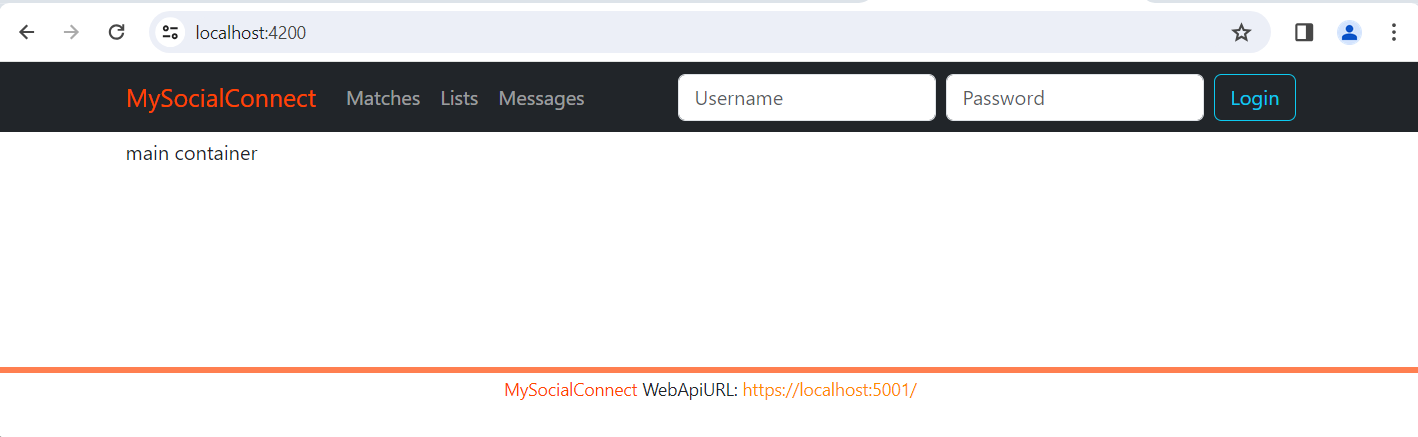 localhost:4200
MySocialConnect Matches Lists Messages Username Password Login
main container
MySocialConnect WebApiURL: https://localhost:5001/